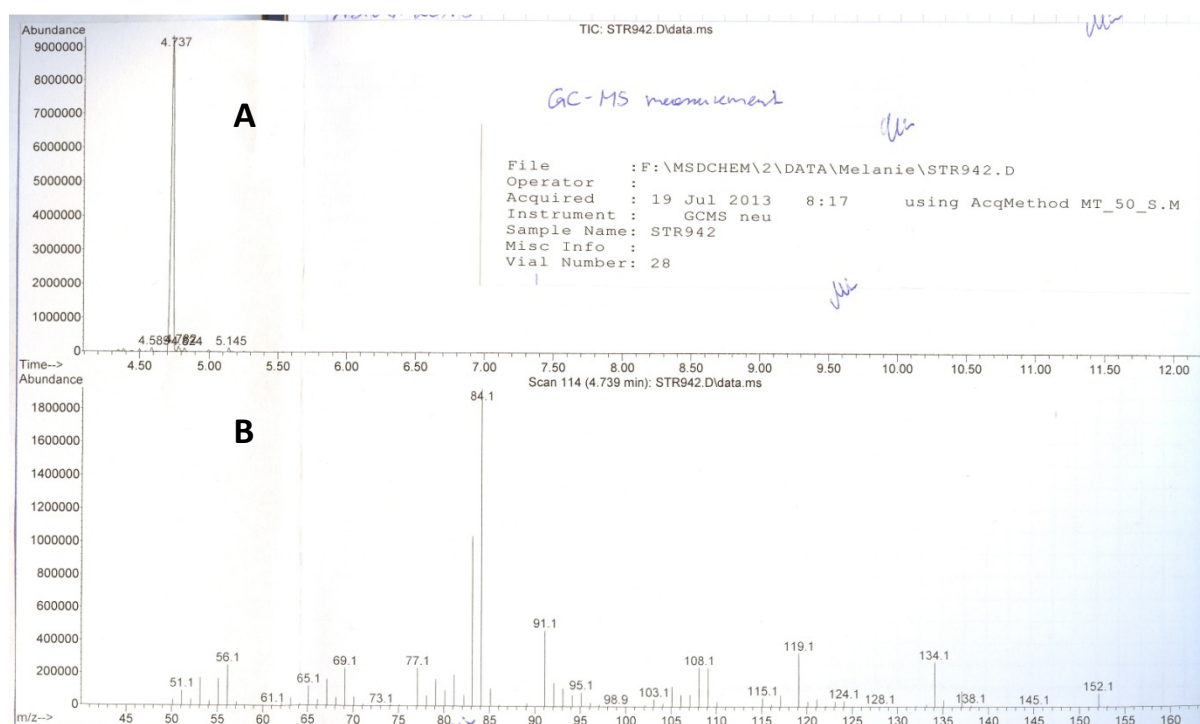 Abundance
TIC: STR942.D\data.ms
9000000
4.737
8000000
A
GC-MS measurement
7000000
6000000
File :F:\MSDCHEM\2\DATA\Melanie\STR942.D
Operator :
5000000
Acquired : 19 Jul 2013 8:17 using AcqMethod MT_50_S.M
Instrument : GCMS neu
4000000
Sample Name: STR942
Misc Info :
3000000
Vial Number: 28
2000000
1000000
5.145
0
Time-->
4.50 5.00 5.50 6.00 6.50 7.00 7.50 8.00 8.50 9.00 9.50 10.00 10.50 11.00 11.50 12.00
Abundance
Scan 114 (4.739 min): STR942.D\data.ms
84.1
1800000
B
1600000
1400000
1200000
1000000
800000
600000
91.1
400000
56.1 69.1 77.1 108.1 119.1 134.1
200000
51.1 61.1 65.1 73.1 95.1 98.9 103.1 115.1 124.1 128.1 138.1 145.1 152.1
0
m/z-->
45 50 55 60 65 70 75 80 85 90 95 100 105 110 115 120 125 130 135 140 145 150 155 160